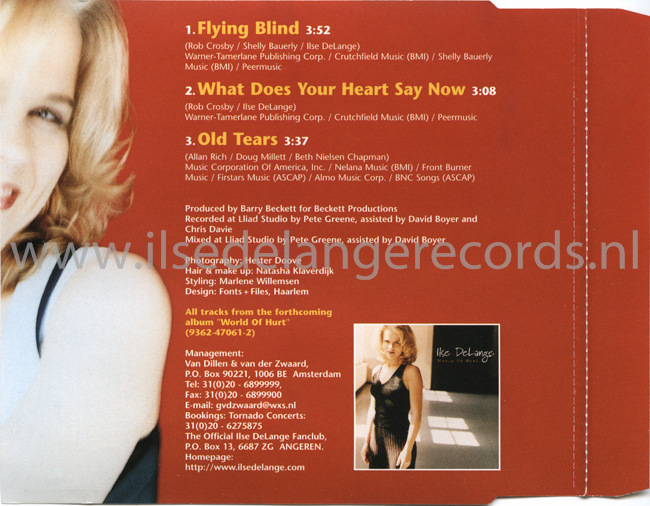 1. Flying Blind 3:52
(Rob Crosby / Shelly Bauerly / Ilse DeLange)
Warner-Tamerlane Publishing Corp. / Crutchfield Music (BMI) / Shelly Bauerly
Music (BMI) / Peermusic
2. What Does Your Heart Say Now 3:08
(Rob Crosby / Ilse DeLange)
Warner-Tamerlane Publishing Corp. / Crutchfield Music (BMI) / Peermusic
3. Old Tears 3:37
(Allan Rich / Doug Millett / Beth Nielsen Chapman)
Music Corporation Of America, Inc. / Nelana Music (BMI) / Front Burner
Music / Firstars Music (ASCAP) / Almo Music Corp. / BNC Songs (ASCAP)
Produced by Barry Beckett for Beckett Productions
Recorded at Lliad Studio by Pete Greene, assisted by David Boyer and
Chris Davie
Mixed at Lliad Studio by Pete Greene, assisted by David Boyer
www.ilsedelangerecords.nl
Photography: Hester Doove
Hair & make up: Natasha Klaverdijk
Styling: Marlene Willemsen
Design: Fonts + Files, Haarlem
All tracks from the forthcoming
album "World Of Hurt"
(9362-47061-2)
Ilse DeLange
World Of Hurt
Management:
Van Dillen & van der Zwaard,
P.O. Box 90221, 1006 BE Amsterdam
Tel: 31(0)20 - 6899999,
Fax: 31(0)20 - 6899900
E-mail: gvdzwaard@wxs.nl
Bookings: Tornado Concerts:
31(0)20 - 6275875
The Official Ilse DeLange Fanclub,
P.O. Box 13, 6687 ZG ANGEREN.
Homepage:
http://www.ilsedelange.com